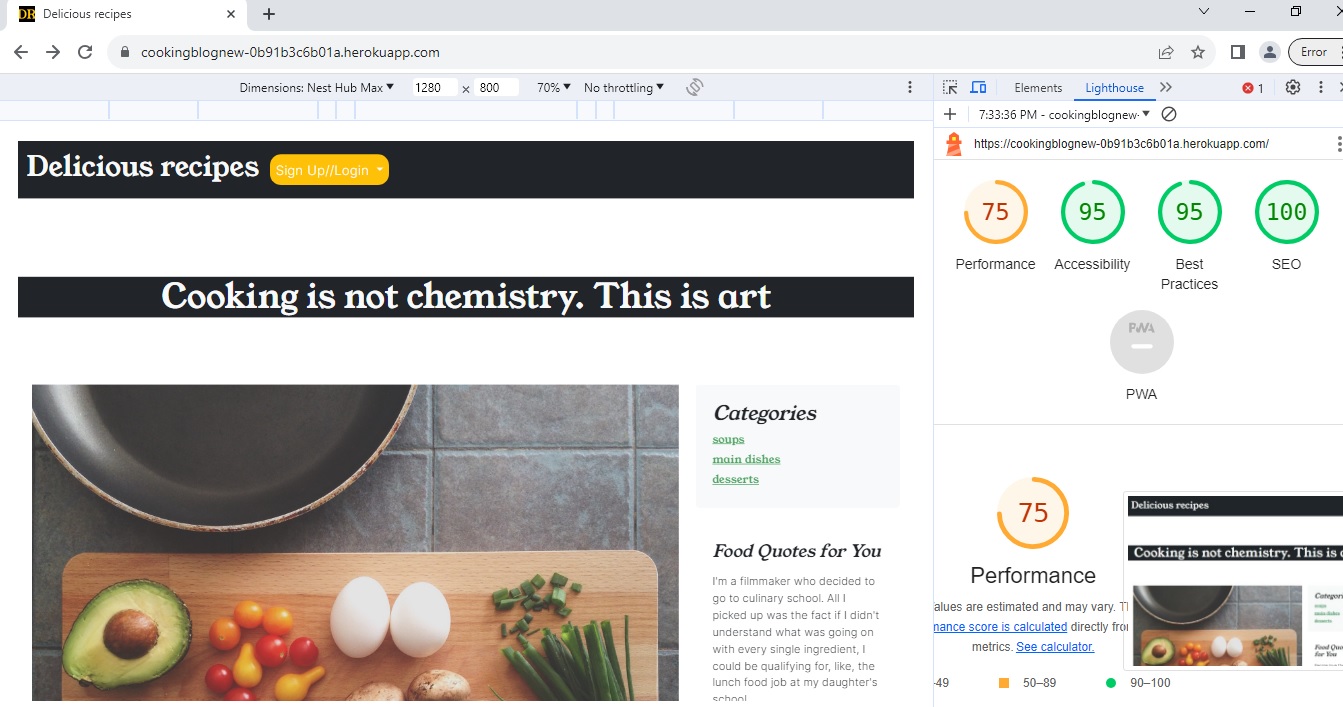 DR Delicious recipes
cookingblognew-0b91b3c6b01a.herokuapp.com
Error
Dimensions: Nest Hub Max 1280 × 800 70% No throttling
Elements Lighthouse 1
7:33:36 PM - cookingblognew-
https://cookingblognew-0b91b3c6b01a.herokuapp.com/
Delicious recipes Sign Up//Login
Cooking is not chemistry. This is art
Categories
soups
main dishes
desserts
Food Quotes for You
I'm a filmmaker who decided to
go to culinary school. All I
picked up was the fact if I didn't
understand what was going on
with every single ingredient, I
could be qualifying for, like, the
lunch food job at my daughter's
school
75 95 95 100
Performance Accessibility Best SEO
Practices
PWA
PWA
75
Performance
alues are estimated and may vary. T
mance score is calculated directly fro
metrics. See calculator.
-49 50–89 90–100
Delicious recipes
Cooking is not chemistry. This is
Categor
soups
main dishes
desserts
Food Quo
for You